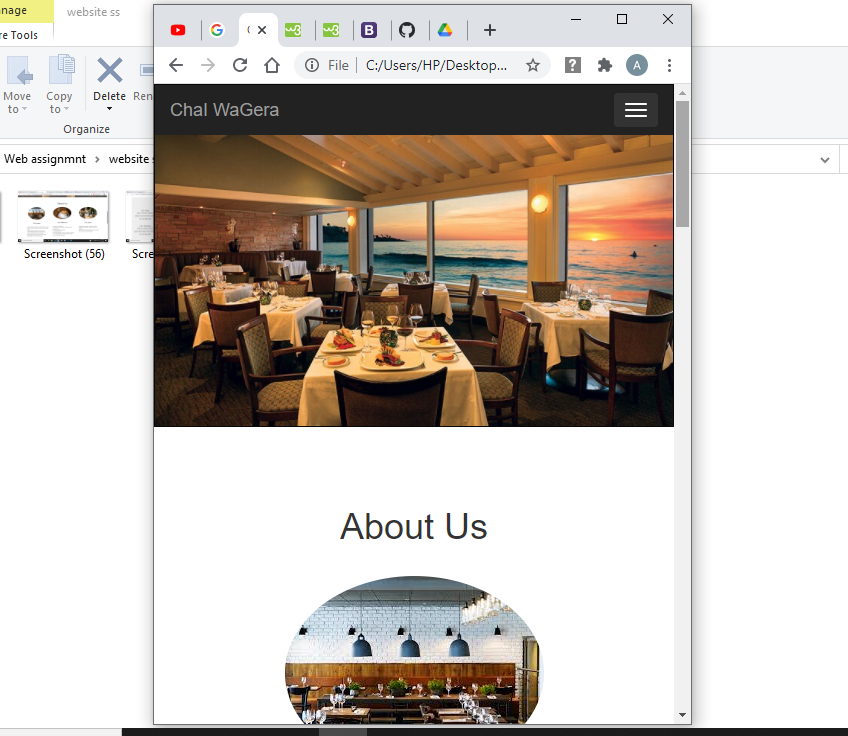 nage
website ss
re Tools
Move
to
Copy
to
Delete
Ren
Organize
Web assignmnt
website s
Screenshot (56)
Scre
File
C:/Users/HP/Desktop...
A
Chal WaGera
About Us